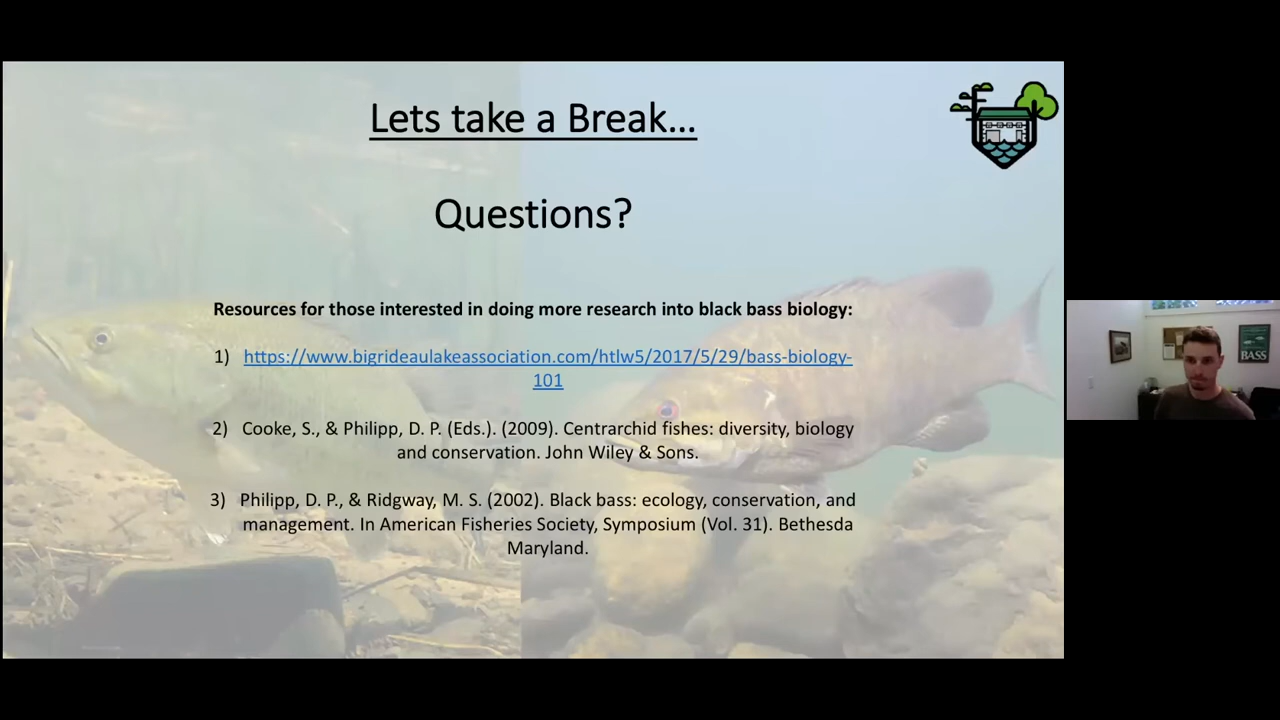 Lets take a Break...
Questions?
Resources for those interested in doing more research into black bass biology:
1) https://www.bigrideaulakeassociation.com/htlw5/2017/5/29/bass-biology-
101
2) Cooke, S., & Philipp, D. P. (Eds.). (2009). Centrarchid fishes: diversity, biology
and conservation. John Wiley & Sons.
3) Philipp, D. P., & Ridgway, M. S. (2002). Black bass: ecology, conservation, and
management. In American Fisheries Society, Symposium (Vol. 31). Bethesda
Maryland.
BASS